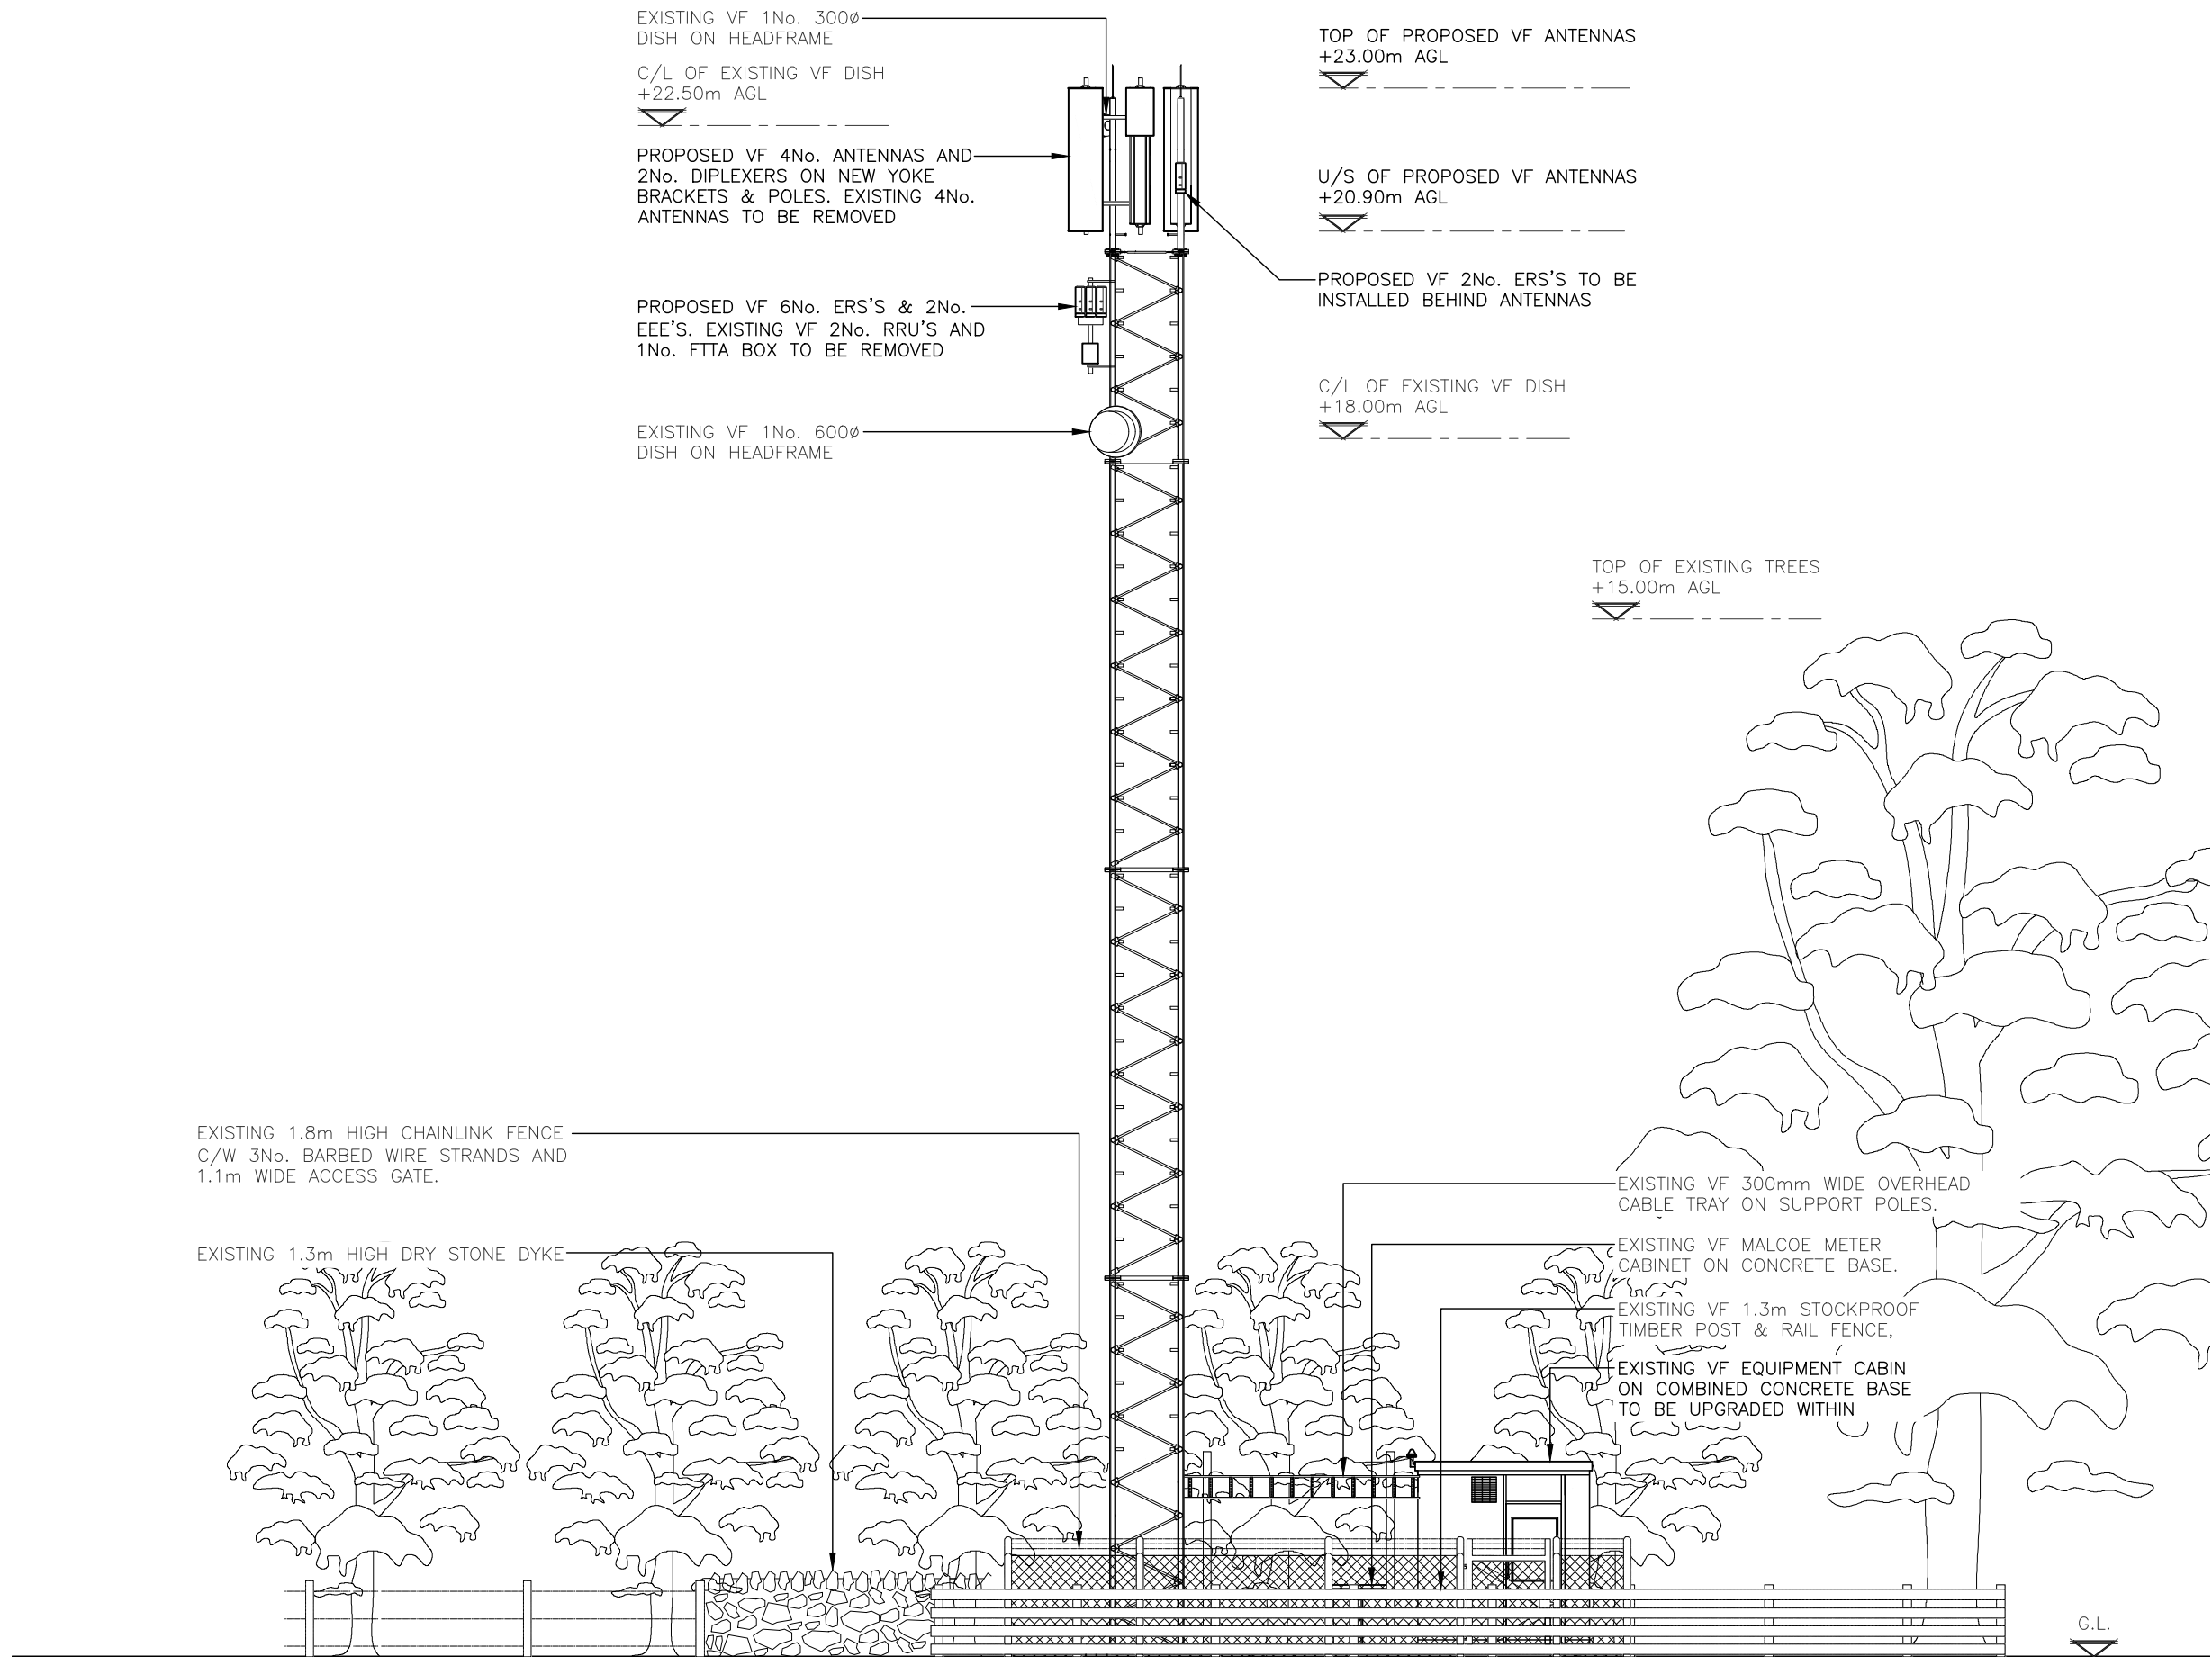 EXISTING VF 1No. 300ø
DISH ON HEADFRAME
C/L OF EXISTING VF DISH
+22.50m AGL
PROPOSED VF 4No. ANTENNAS AND
2No. DIPLEXERS ON NEW YOKE
BRACKETS & POLES. EXISTING 4No.
ANTENNAS TO BE REMOVED
PROPOSED VF 6No. ERS'S & 2No.
EEE'S. EXISTING VF 2No. RRU'S AND
1No. FTTA BOX TO BE REMOVED
EXISTING VF 1No. 600ø
DISH ON HEADFRAME
TOP OF PROPOSED VF ANTENNAS
+23.00m AGL
U/S OF PROPOSED VF ANTENNAS
+20.90m AGL
PROPOSED VF 2No. ERS'S TO BE
INSTALLED BEHIND ANTENNAS
C/L OF EXISTING VF DISH
+18.00m AGL
TOP OF EXISTING TREES
+15.00m AGL
EXISTING 1.8m HIGH CHAINLINK FENCE
C/W 3No. BARBED WIRE STRANDS AND
1.1m WIDE ACCESS GATE.
EXISTING 1.3m HIGH DRY STONE DYKE
EXISTING VF 300mm WIDE OVERHEAD
CABLE TRAY ON SUPPORT POLES.
EXISTING VF MALCOE METER
CABINET ON CONCRETE BASE.
EXISTING VF 1.3m STOCKPROOF
TIMBER POST & RAIL FENCE,
EXISTING VF EQUIPMENT CABIN
ON COMBINED CONCRETE BASE
TO BE UPGRADED WITHIN
G.L.